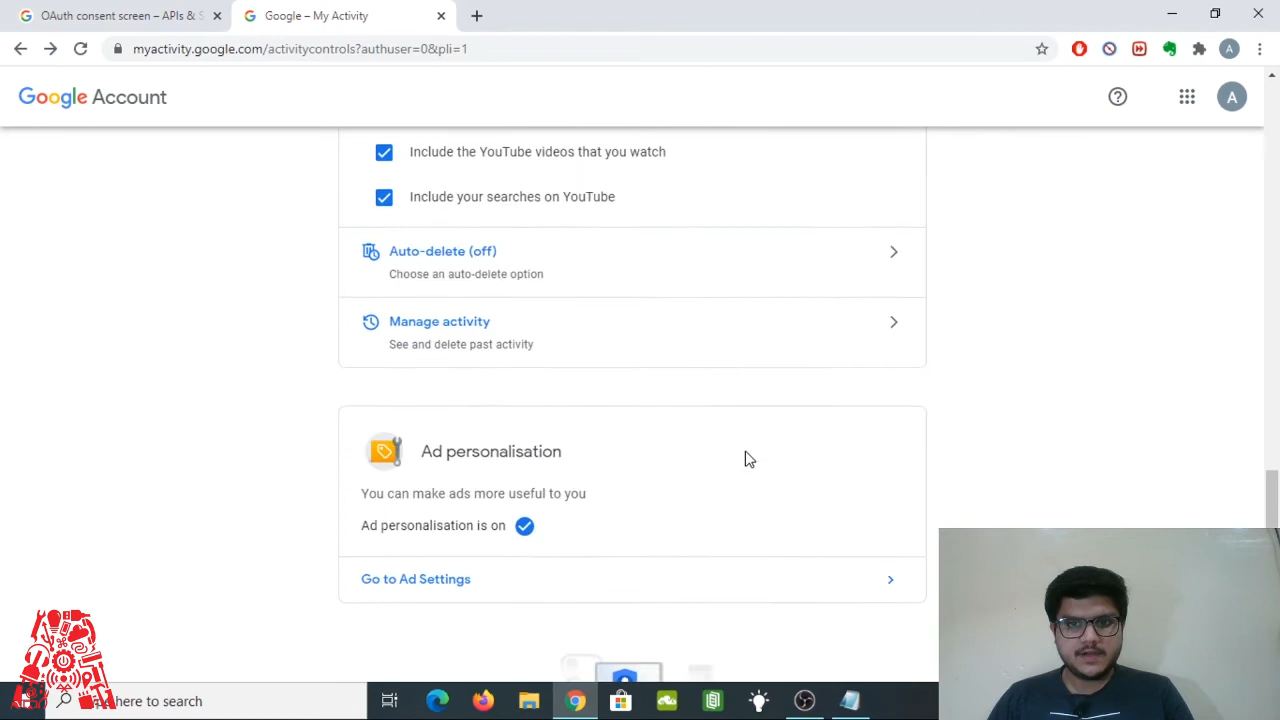 OAuth consent screen – APIs & S
Google – My Activity
myactivity.google.com/activitycontrols?authuser=0&pli=1
A
Google Account
A
Include the YouTube videos that you watch
Include your searches on YouTube
Auto-delete (off)
Choose an auto-delete option
Manage activity
See and delete past activity
Ad personalisation
You can make ads more useful to you
Ad personalisation is on
Go to Ad Settings
here to search